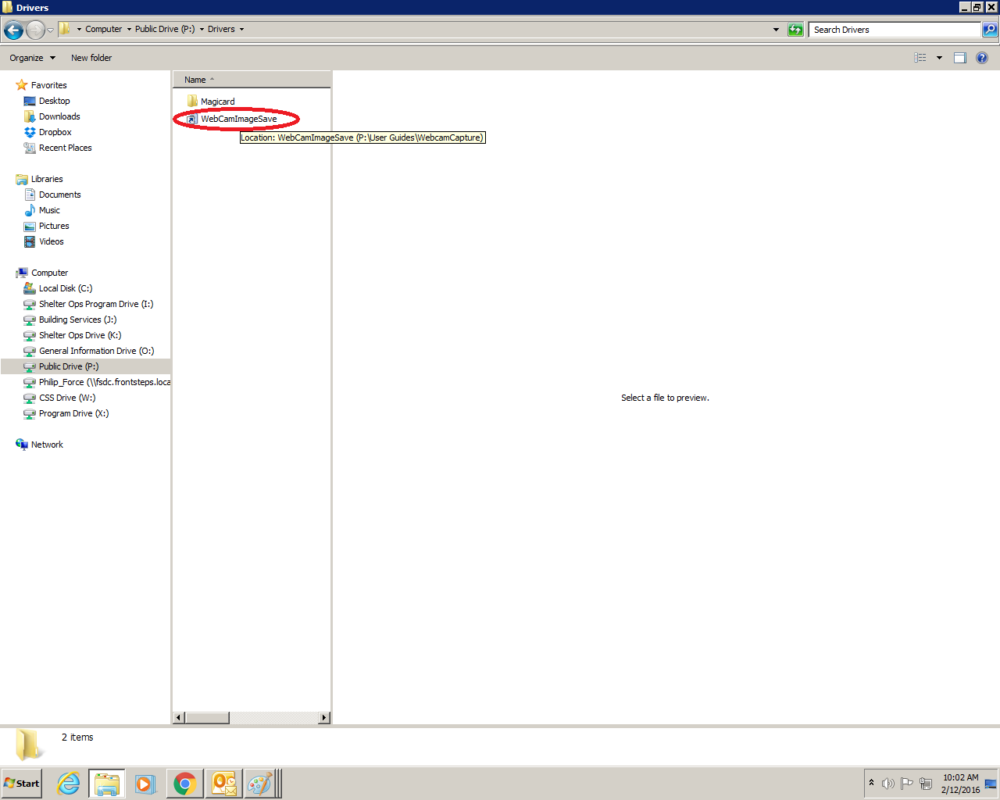 Drivers
Computer Public Drive (P:) Drivers
Search Drivers
Organize New folder
Favorites
Desktop
Downloads
Dropbox
Recent Places
Libraries
Documents
Music
Pictures
Videos
Computer
Local Disk (C:)
Shelter Ops Program Drive (I:)
Building Services (J:)
Shelter Ops Drive (K:)
General Information Drive (O:)
Public Drive (P:)
Philip_Force (\\fsdc.frontsteps.loca
CSS Drive (W:)
Program Drive (X:)
Network
Name
Magicard
WebCamImageSave
Location: WebCamImageSave (P:\User Guides\WebcamCapture)
Select a file to preview.
2 items
Start
10:02 AM
2/12/2016